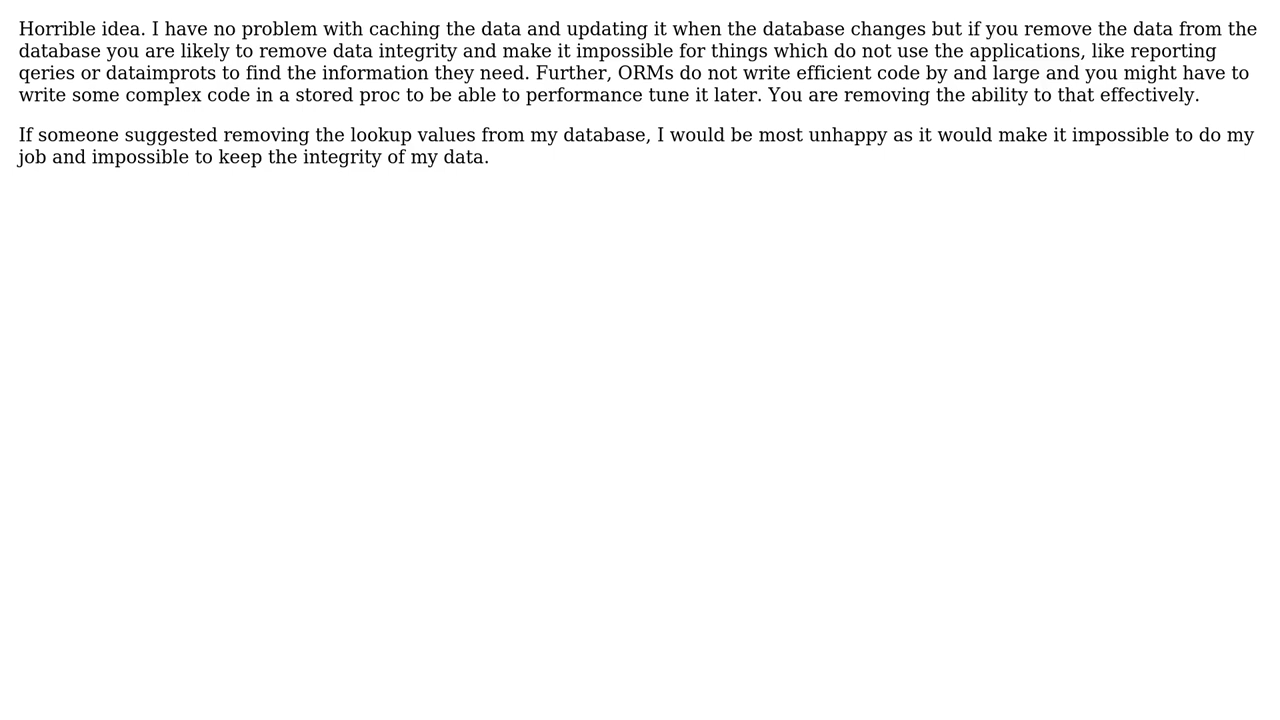 Horrible idea. I have no problem with caching the data and updating it when the database changes but if you remove the data from the
database you are likely to remove data integrity and make it impossible for things which do not use the applications, like reporting
qeries or dataimprots to find the information they need. Further, ORMs do not write efficient code by and large and you might have to
write some complex code in a stored proc to be able to performance tune it later. You are removing the ability to that effectively.
If someone suggested removing the lookup values from my database, I would be most unhappy as it would make it impossible to do my
job and impossible to keep the integrity of my data.